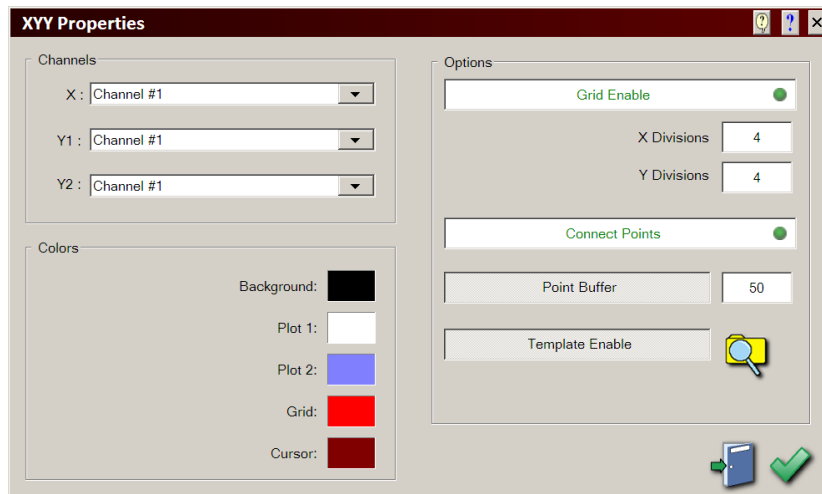 XYY Properties
Channels
X : Channel #1
Y1 : Channel #1
Y2 : Channel #1
Colors
Background:
Plot 1:
Plot 2:
Grid:
Cursor:
Options
Grid Enable
X Divisions 4
Y Divisions 4
Connect Points
Point Buffer 50
Template Enable